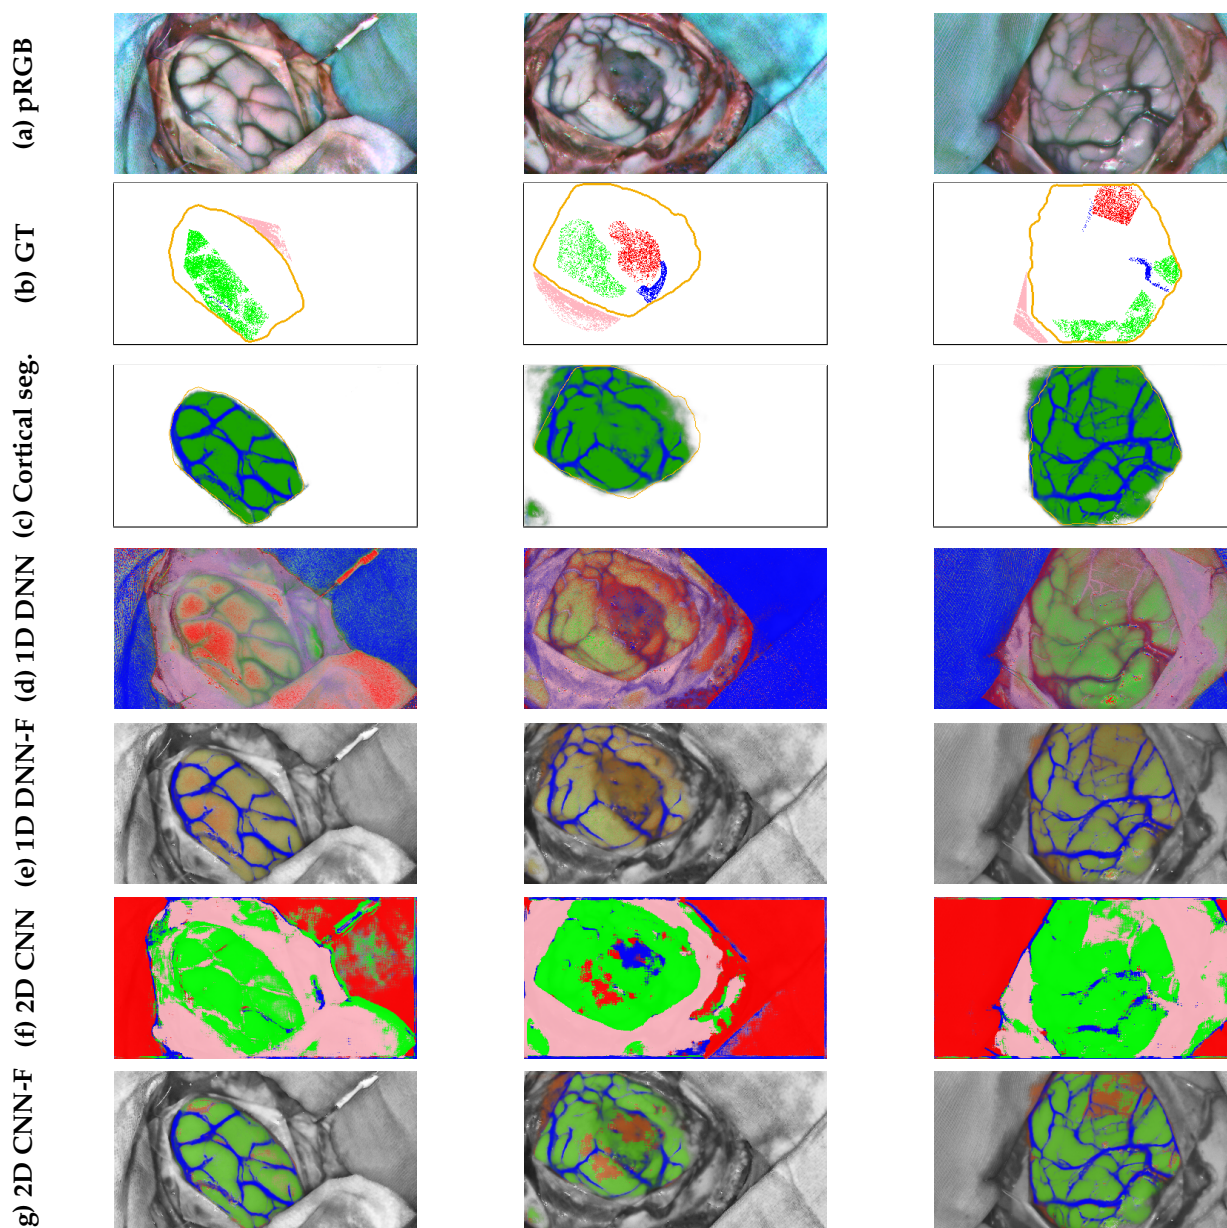 (a) pRGB
(b) GT
(c) Cortical seg.
(d) 1D DNN
(e) 1D DNN-F
(f) 2D CNN
g) 2D CNN-F